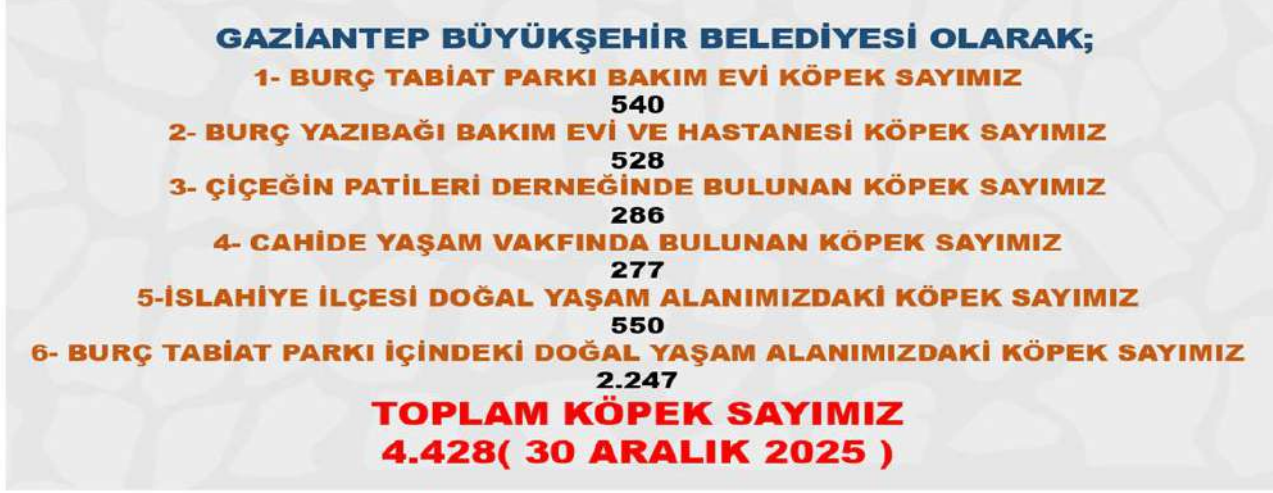 GAZİANTEP BÜYÜKŞEHİR BELEDİYESİ OLARAK;
1- BURÇ TABİAT PARKI BAKIM EVİ KÖPEK SAYIMIZ
540
2- BURÇ YAZIBAĞI BAKIM EVİ VE HASTANESİ KÖPEK SAYIMIZ
528
3- ÇİÇEĞİN PATİLERİ DERNEĞİNDE BULUNAN KÖPEK SAYIMIZ
286
4- CAHİDE YAŞAM VAKFINDA BULUNAN KÖPEK SAYIMIZ
277
5-İSLAHİYE İLÇESİ DOĞAL YAŞAM ALANIMIZDAKİ KÖPEK SAYIMIZ
550
6- BURÇ TABİAT PARKI İÇİNDEKİ DOĞAL YAŞAM ALANIMIZDAKİ KÖPEK SAYIMIZ
2.247
TOPLAM KÖPEK SAYIMIZ
4.428( 30 ARALIK 2025 )